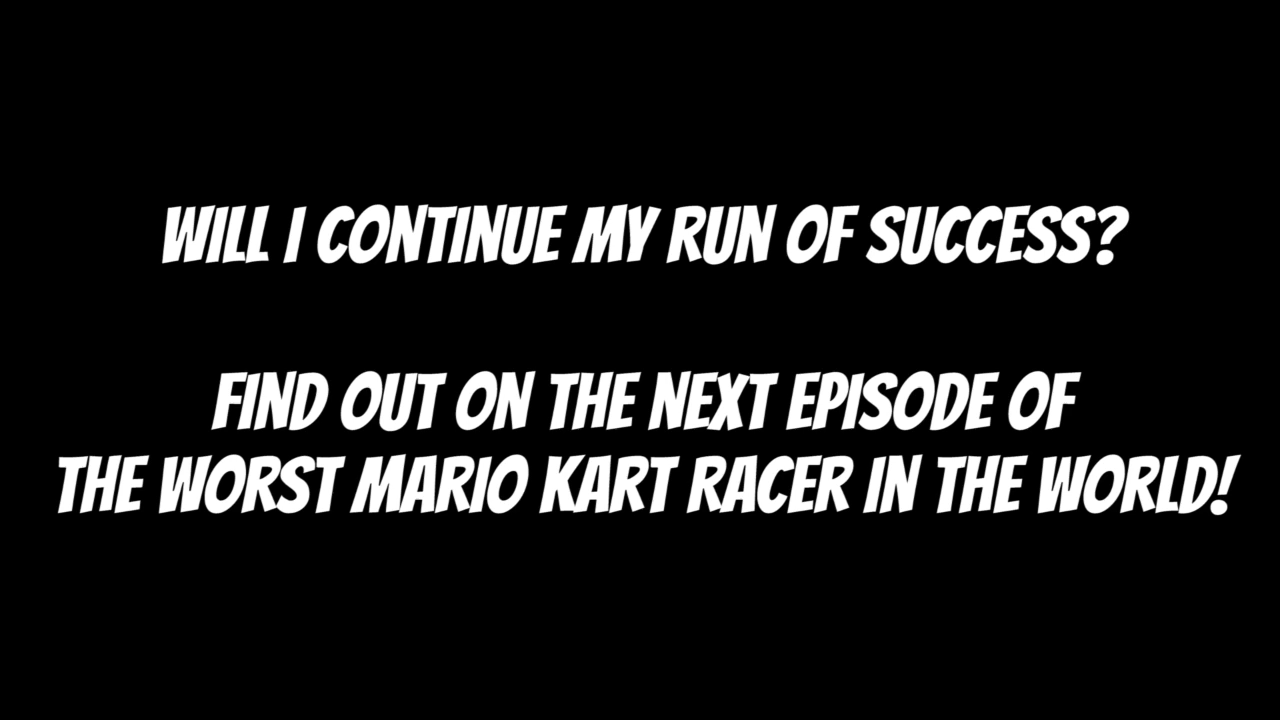 WILL I CONTINUE MY RUN OF SUCCESS?
FIND OUT ON THE NEXT EPISODE OF
THE WORST MARIO KART RACER IN THE WORLD!